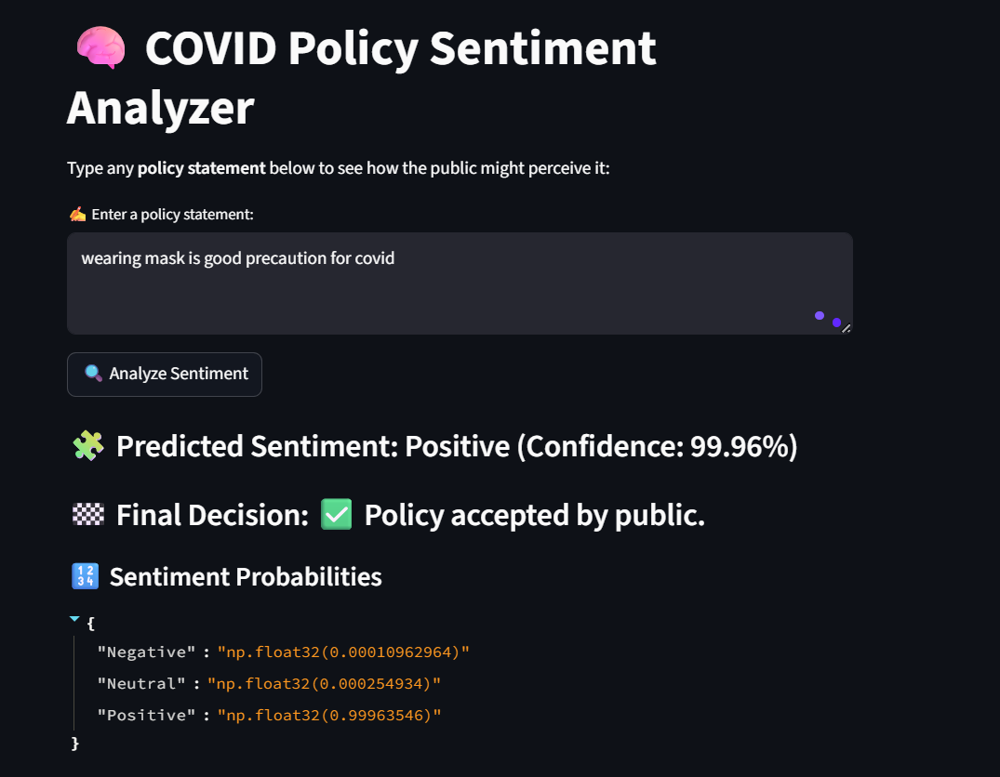 🧠 COVID Policy Sentiment
Analyzer
Type any policy statement below to see how the public might perceive it:
✍️ Enter a policy statement:
wearing mask is good precaution for covid
🔍 Analyze Sentiment
🧩 Predicted Sentiment: Positive (Confidence: 99.96%)
🏁 Final Decision: ✅ Policy accepted by public.
🔢 Sentiment Probabilities
{
"Negative" : "np.float32(0.00010962964)"
"Neutral" : "np.float32(0.000254934)"
"Positive" : "np.float32(0.99963546)"
}